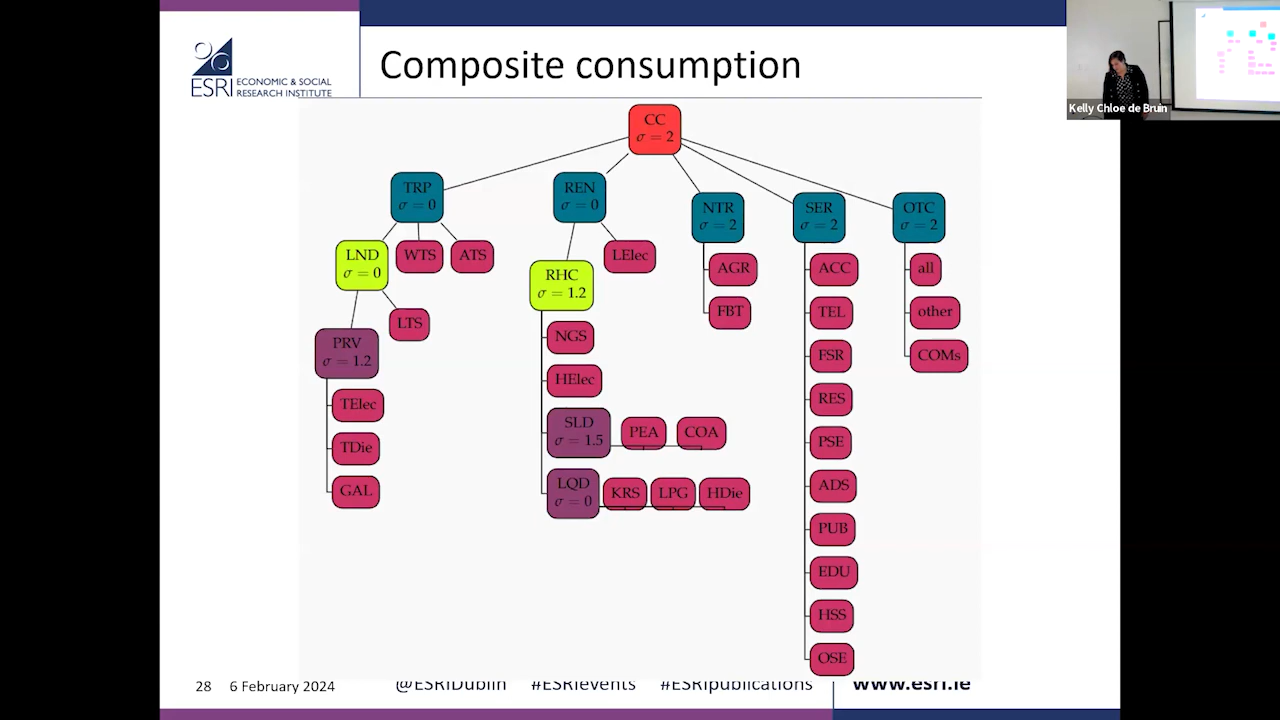 Composite consumption
ESRI
ECONOMIC & SOCIAL
RESEARCH INSTITUTE
Kelly Chloe de Bruin
CC
σ = 2
TRP
σ = 0
REN
σ = 0
NTR
σ = 2
SER
σ = 2
OTC
σ = 2
LND
σ = 0
WTS
ATS
RHC
σ = 1.2
LElec
AGR
FBT
ACC
TEL
FSR
RES
PSE
ADS
PUB
EDU
HSS
OSE
all
other
COMs
LTS
PRV
σ = 1.2
TElec
TDie
GAL
NGS
HElec
SLD
σ = 1.5
PEA
COA
LQD
σ = 0
KRS
LPG
HDie
28
6 February 2024
@ESRIDublin
#ESRIevents
#ESRIpublications
www.esri.ie